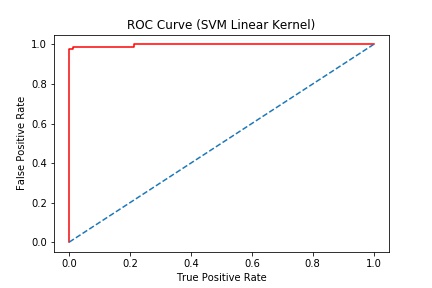 ROC Curve (SVM Linear Kernel)
1.0
0.8
0.6
0.4
0.2
0.0
False Positive Rate
0.0 0.2 0.4 0.6 0.8 1.0
True Positive Rate